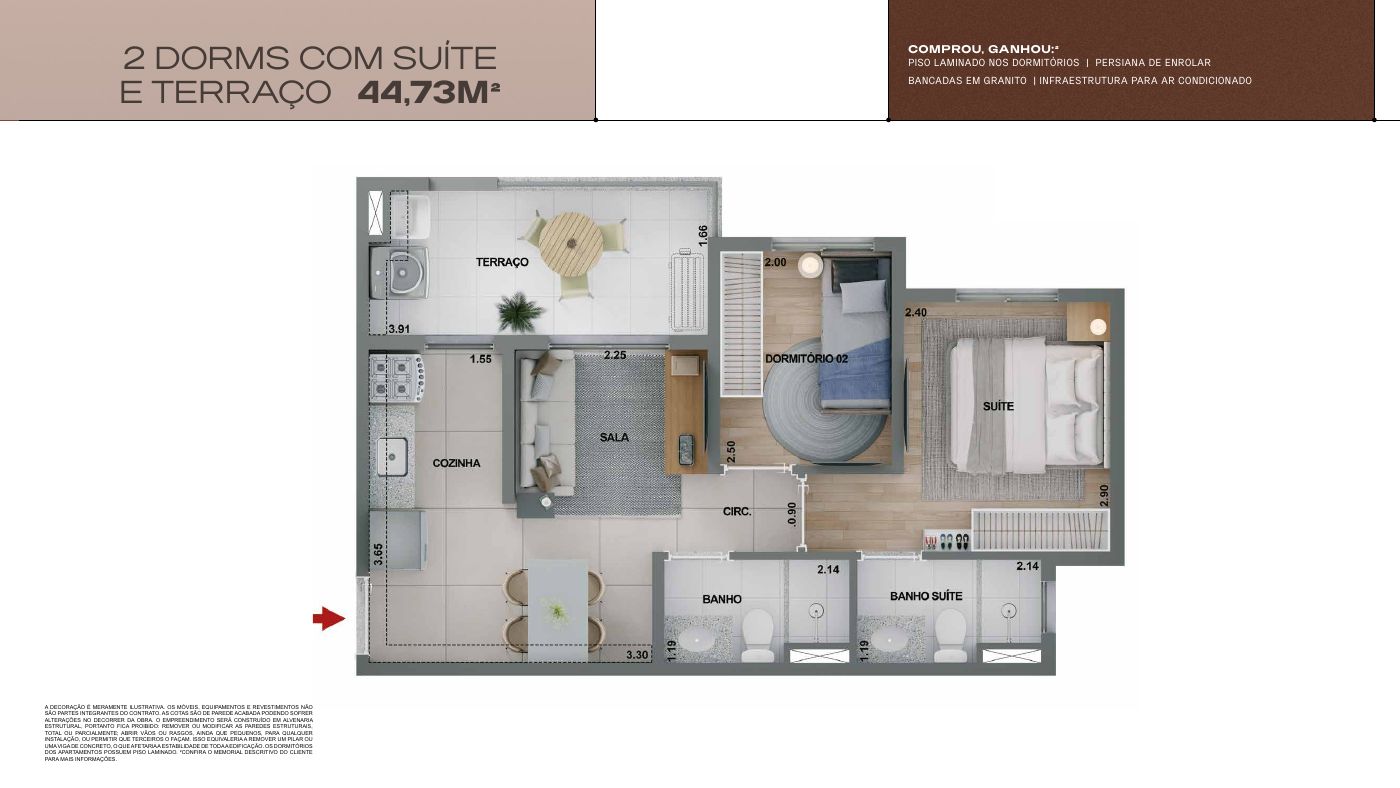 2 DORMS COM SUÍTE
E TERRAÇO 44,73M²
COMPROU, GANHOU:²
PISO LAMINADO NOS DORMITÓRIOS | PERSIANA DE ENROLAR
BANCADAS EM GRANITO | INFRAESTRUTURA PARA AR CONDICIONADO
TERRAÇO
1.66
3.91
2.00
DORMITÓRIO 02
2.50
2.40
SUÍTE
2.90
1.55
COZINHA
3.65
2.25
SALA
CIRC.
.0.90
3.30
BANHO
2.14
1.19
BANHO SUÍTE
2.14
1.19
A DECORAÇÃO É MERAMENTE ILUSTRATIVA. OS MÓVEIS, EQUIPAMENTOS E REVESTIMENTOS NÃO
SÃO PARTES INTEGRANTES DO CONTRATO, AS COTAS SÃO DE PAREDE ACABADA PODENDO SOFRER
ALTERAÇÕES NO DECORRER DA OBRA. O EMPREENDIMENTO SERÁ CONSTRUÍDO EM ALVENARIA
ESTRUTURAL, PORTANTO FICA PROIBIDO: REMOVER OU MODIFICAR AS PAREDES ESTRUTURAIS,
TOTAL OU PARCIALMENTE; ABRIR VÃOS OU RASGOS, AINDA QUE PEQUENOS, PARA QUALQUER
INSTALAÇÃO, OU PERMITIR QUE TERCEIROS O FAÇAM. ISSO EQUIVALERIA A REMOVER UM PILAR OU
UMA VIGA DE CONCRETO, O QUE AFETARIA A ESTABILIDADE DE TODA A EDIFICAÇÃO. OS DORMITÓRIOS
DOS APARTAMENTOS POSSUEM PISO LAMINADO. ²CONFIRA O MEMORIAL DESCRITIVO DO CLIENTE
PARA MAIS INFORMAÇÕES.